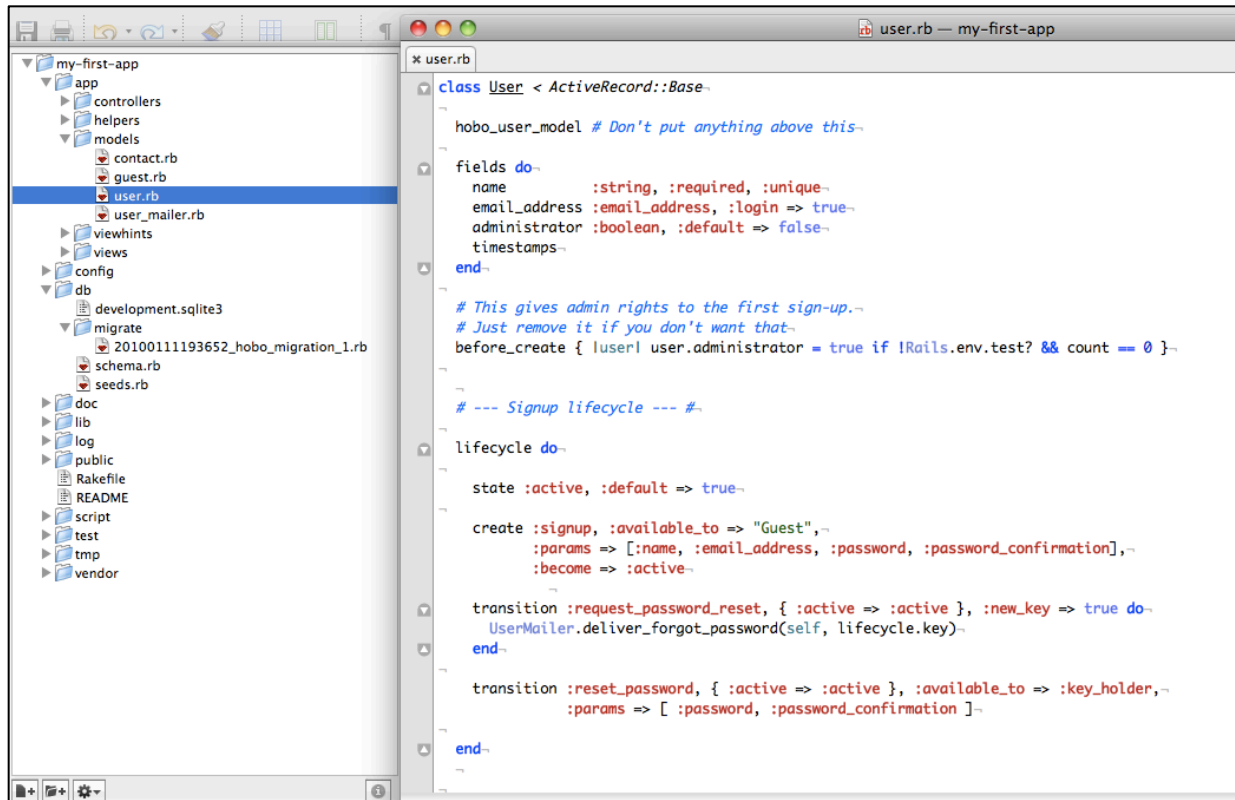 my-first-app
app
controllers
helpers
models
contact.rb
guest.rb
user.rb
user_mailer.rb
viewhints
views
config
db
development.sqlite3
migrate
20100111193652_hobo_migration_1.rb
schema.rb
seeds.rb
doc
lib
log
public
Rakefile
README
script
test
tmp
vendor
user.rb — my-first-app
user.rb
class User < ActiveRecord::Base
hobo_user_model # Don't put anything above this
fields do
name :string, :required, :unique
email_address :email_address, :login => true
administrator :boolean, :default => false
timestamps
end
# This gives admin rights to the first sign-up.
# Just remove it if you don't want that
before_create { |user| user.administrator = true if !Rails.env.test? && count == 0 }
# --- Signup lifecycle --- #
lifecycle do
state :active, :default => true
create :signup, :available_to => "Guest",
:params => [:name, :email_address, :password, :password_confirmation],
:become => :active
transition :request_password_reset, { :active => :active }, :new_key => true do
UserMailer.deliver_forgot_password(self, lifecycle.key)
end
transition :reset_password, { :active => :active }, :available_to => :key_holder,
:params => [ :password, :password_confirmation ]
end